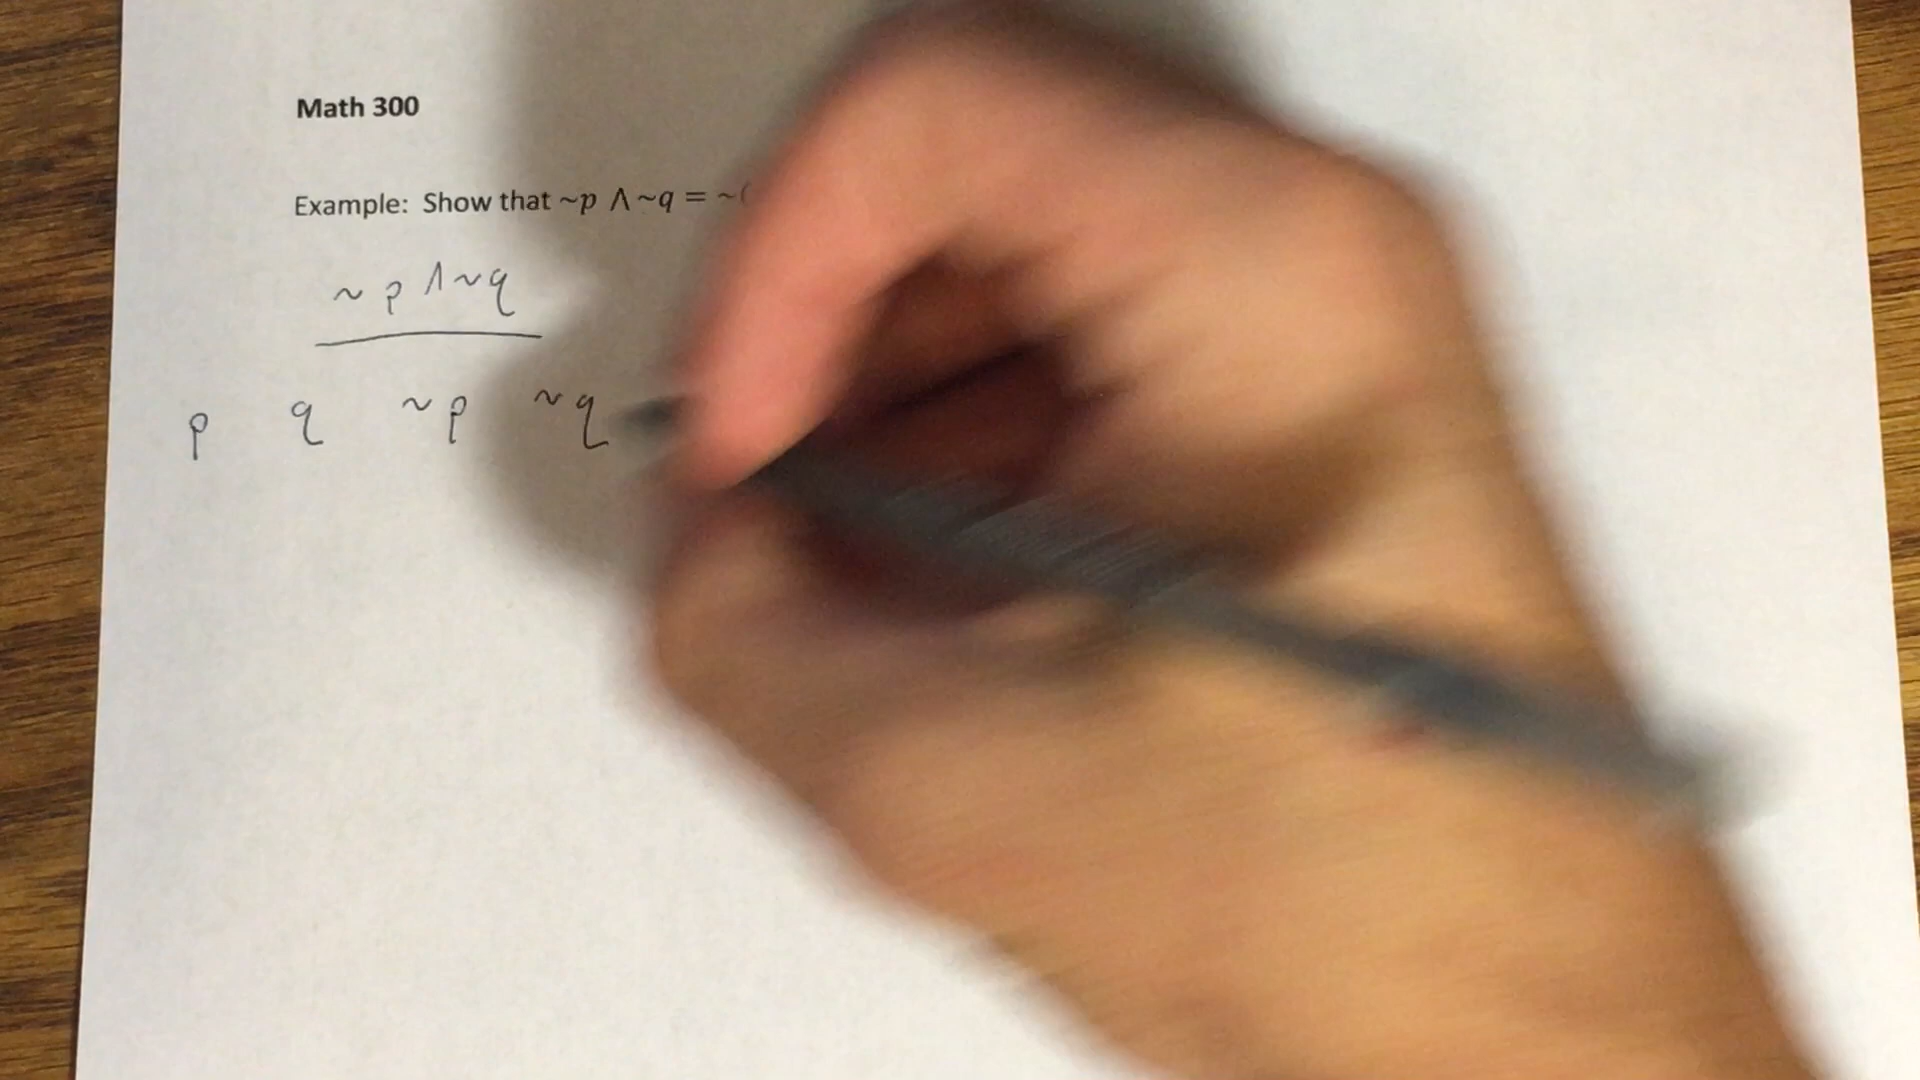 Math 300
Example: Show that ~p ∧ ~q = ~(
~ p ∧ ~ q
p q ~p ~q